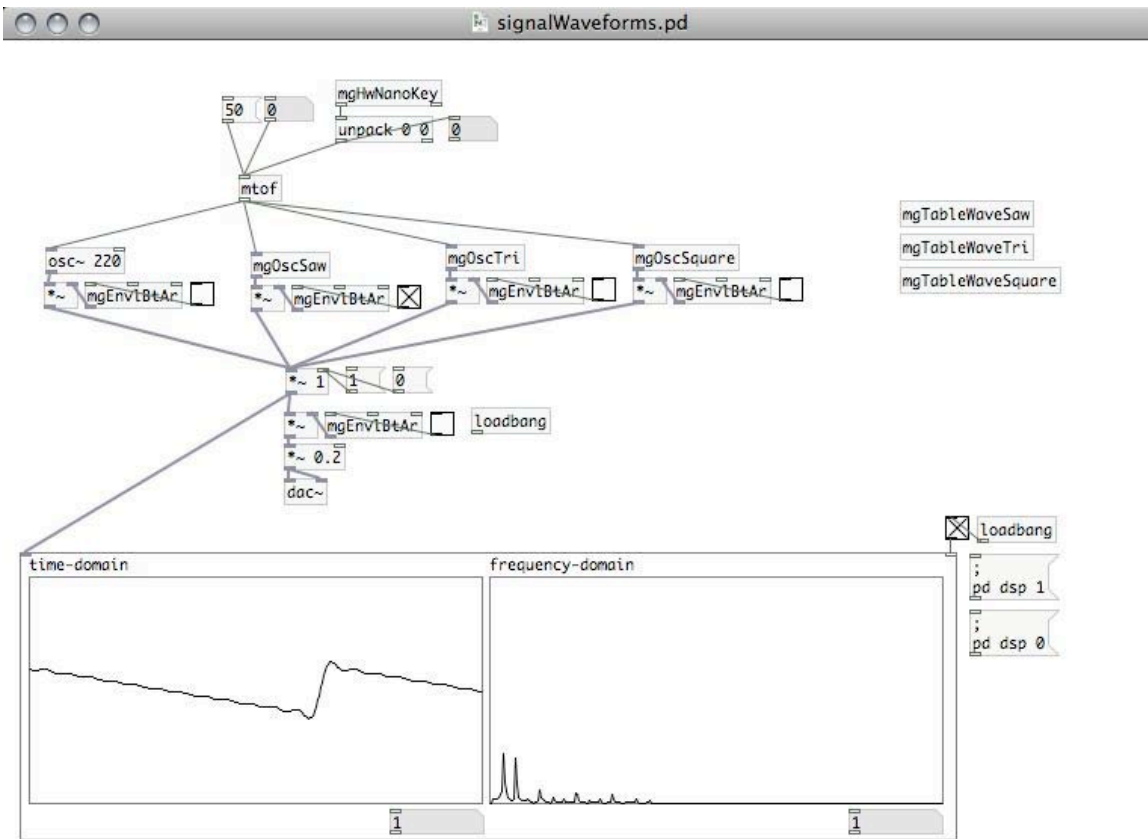 signalWaveforms.pd
mgHwNanoKey
50
0
unpack 0 0
0
mtof
mgTableWaveSaw
osc~ 220
mgOscSaw
mgOscTri
mgOscSquare
mgTableWaveTri
mgTableWaveSquare
*~
mgEnvlBtAr
*~
mgEnvlBtAr
*~
mgEnvlBtAr
*~
mgEnvlBtAr
*~ 1
1
0
*~
mgEnvlBtAr
loadbang
*~ 0.2
dac~
loadbang
time-domain
frequency-domain
;
pd dsp 1
;
pd dsp 0
1
1